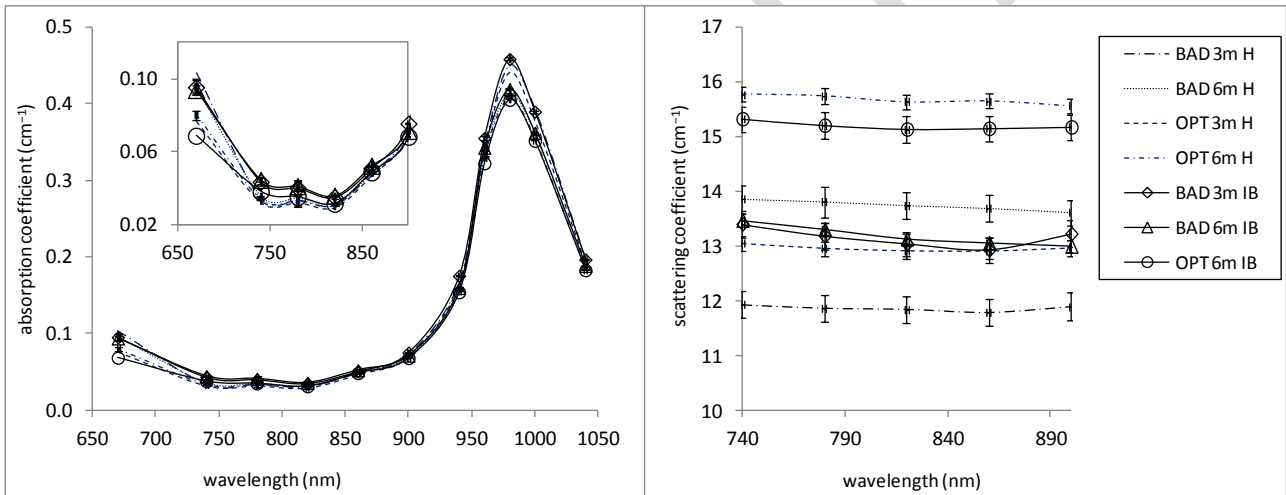 0.5
0.4
0.3
0.2
0.1
0.0
absorption coefficient (cm⁻¹)
0.10
0.06
0.02
650 750 850
650 700 750 800 850 900 950 1000 1050
wavelength (nm)
17
16
15
14
13
12
11
10
scattering coefficient (cm⁻¹)
740 790 840 890
wavelength (nm)
BAD 3m H
BAD 6m H
OPT 3m H
OPT 6m H
BAD 3m IB
BAD 6m IB
OPT 6m IB